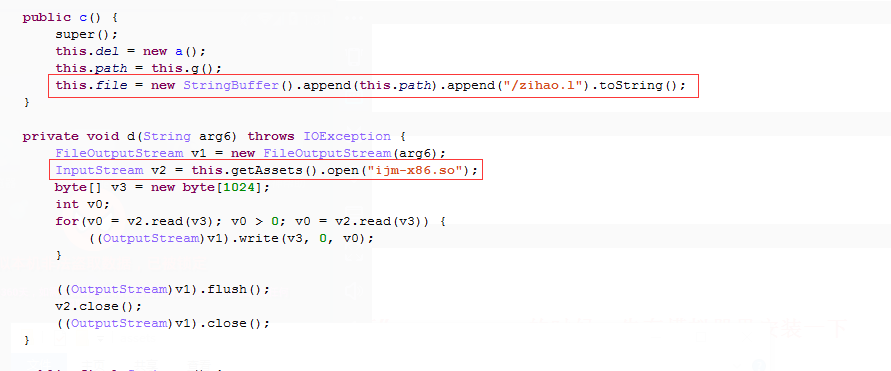 public c() {
super();
this.del = new a();
this.path = this.g();
this.file = new StringBuffer().append(this.path).append("/zihao.l").toString();
}
private void d(String arg6) throws IOException {
FileOutputStream v1 = new FileOutputStream(arg6);
InputStream v2 = this.getAssets().open("ijm-x86.so");
byte[] v3 = new byte[1024];
int v0;
for(v0 = v2.read(v3); v0 > 0; v0 = v2.read(v3)) {
((OutputStream)v1).write(v3, 0, v0);
}
((OutputStream)v1).flush();
v2.close();
((OutputStream)v1).close();
}